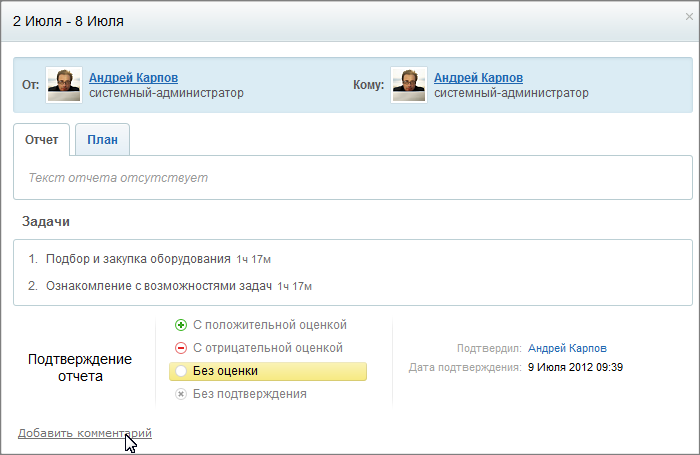 2 Июля - 8 Июля
От: Андрей Карпов
системный-администратор
Кому: Андрей Карпов
системный-администратор
Отчет
План
Текст отчета отсутствует
Задачи
1. Подбор и закупка оборудования 1ч 17м
2. Ознакомление с возможностями задач 1ч 17м
Подтверждение
отчета
С положительной оценкой
С отрицательной оценкой
Без оценки
Без подтверждения
Подтвердил: Андрей Карпов
Дата подтверждения: 9 Июля 2012 09:39
Добавить комментарий